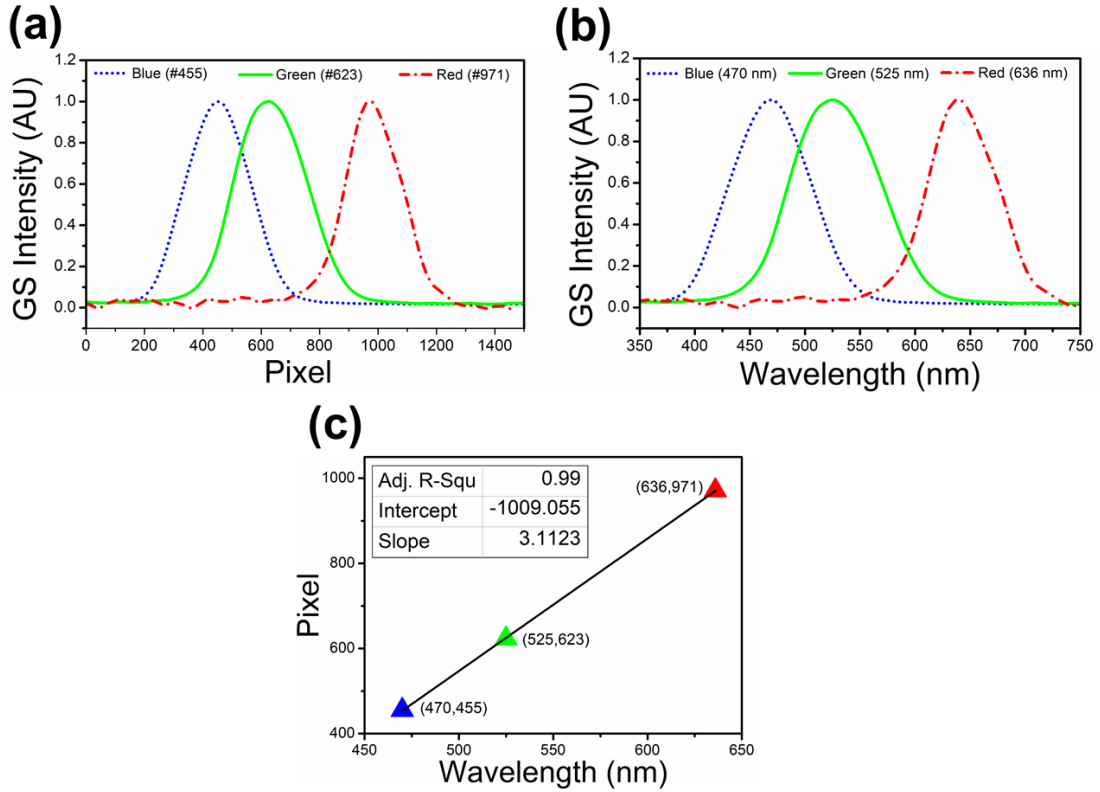 (a)
Blue (#455) Green (#623) Red (#971)
1.2
1.0
0.8
0.6
0.4
0.2
0.0
GS Intensity (AU)
0 200 400 600 800 1000 1200 1400
Pixel
(b)
Blue (470 nm) Green (525 nm) Red (636 nm)
1.2
1.0
0.8
0.6
0.4
0.2
0.0
GS Intensity (AU)
350 400 450 500 550 600 650 700 750
Wavelength (nm)
(c)
Adj. R-Squ 0.99
Intercept -1009.055
Slope 3.1123
(636,971)
(525,623)
(470,455)
1000
800
600
400
Pixel
450 500 550 600 650
Wavelength (nm)